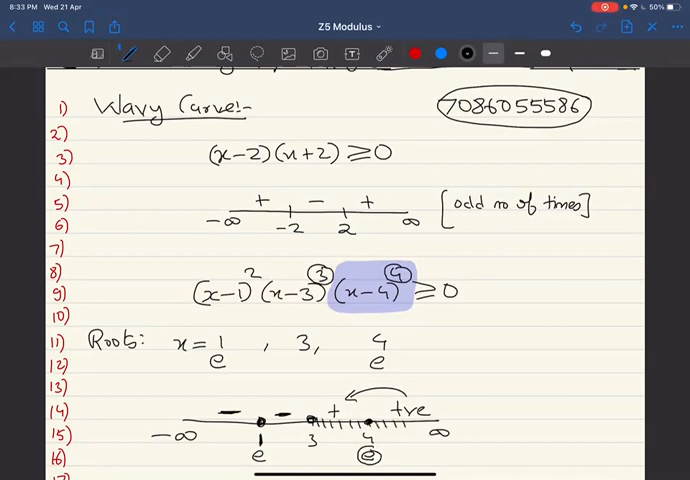 8:33 PM Wed 21 Apr 50%
Z5 Modulus
1) Wavy Curve:- 7086055586
2)
3) (x-2)(x+2) ≥ 0
4)
5) + - + [odd no of times]
6) -∞ -2 2 ∞
7)
8)
9) (x-1)² (x-3)³ (x-4)⁴ ≥ 0
10)
11) Roots: x = 1, 3, 4
12) e e
13)
14) - - + +ve
15) -∞ 1 3 4 ∞
16) e e